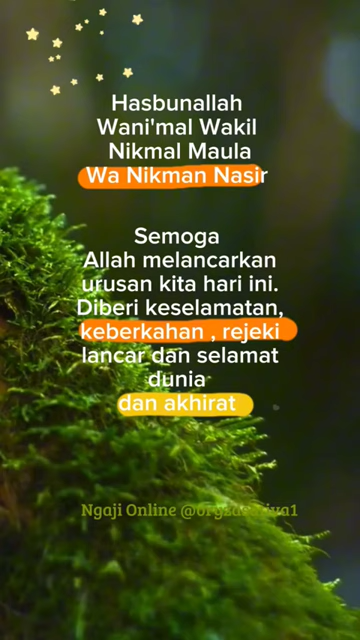 Hasbunallah
Wani'mal Wakil
Nikmal Maula
Wa Nikman Nasir
Semoga
Allah melancarkan
urusan kita hari ini.
Diberi keselamatan,
keberkahan , rejeki
lancar dan selamat
dunia
dan akhirat
Ngaji Online